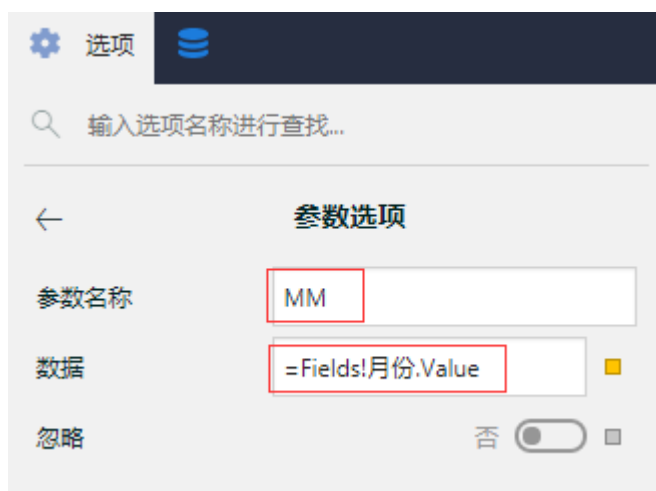 选项
输入选项名称进行查找...
参数选项
参数名称 MM
数据 =Fields!月份.Value
忽略 否